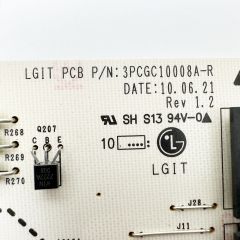 LGIT PCB P/N:3PCGC10008A-R
DATE:10.06.21
Rev 1.2
SH S13 94V-0
10
LG
LGIT
R268
R269
R270
Q207
C B E
J28
J11